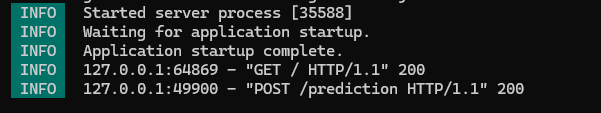 INFO Started server process [35588]
INFO Waiting for application startup.
INFO Application startup complete.
INFO 127.0.0.1:64869 - "GET / HTTP/1.1" 200
INFO 127.0.0.1:49900 - "POST /prediction HTTP/1.1" 200